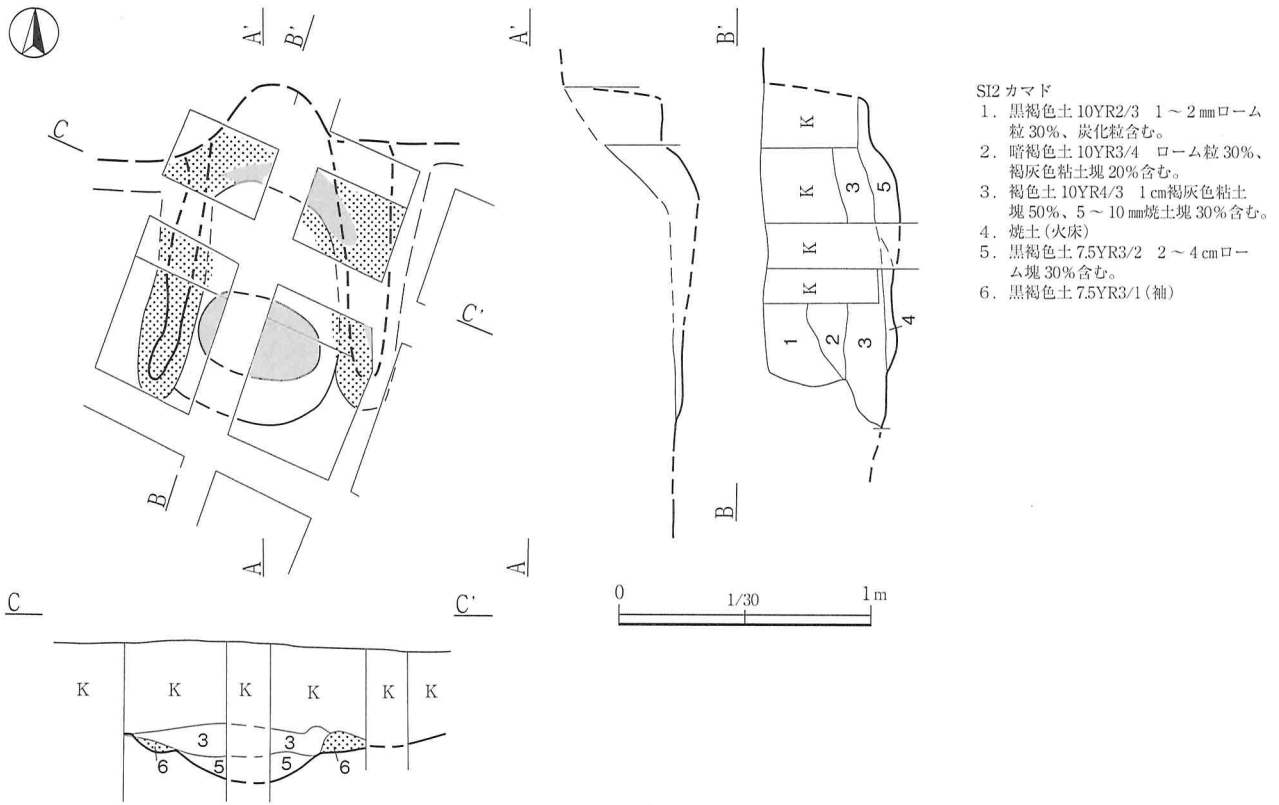 A'
B'
A'
B'
C
C'
B
A
A
B
K
K
K
K
3
5
1
2
3
4
SI2 カマド
1. 黒褐色土 10YR2/3 1～2㎜ローム
粒 30%、炭化粒含む。
2. 暗褐色土 10YR3/4 ローム粒 30%、
褐灰色粘土塊 20%含む。
3. 褐色土 10YR4/3 1㎝褐灰色粘土
塊 50%、5～10㎜焼土塊 30%含む。
4. 焼土 (火床)
5. 黒褐色土 7.5YR3/2 2～4㎝ロー
ム塊 30%含む。
6. 黒褐色土 7.5YR3/1 (袖)
0 1/30 1m
C C'
K K K K K K
3 3
6 5 5 6